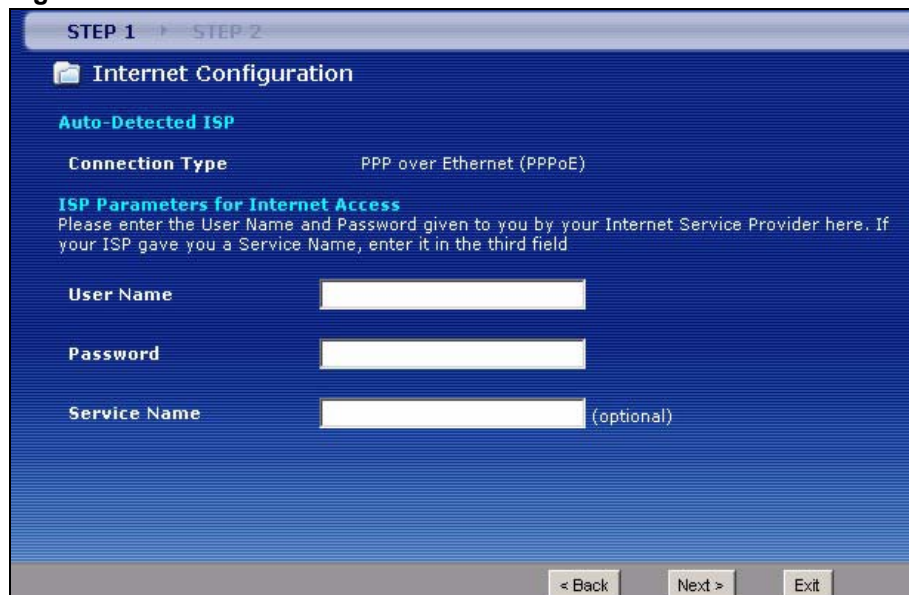 STEP 1 STEP 2
Internet Configuration
Auto-Detected ISP
Connection Type PPP over Ethernet (PPPoE)
ISP Parameters for Internet Access
Please enter the User Name and Password given to you by your Internet Service Provider here. If
your ISP gave you a Service Name, enter it in the third field
User Name
Password
Service Name (optional)
< Back Next > Exit